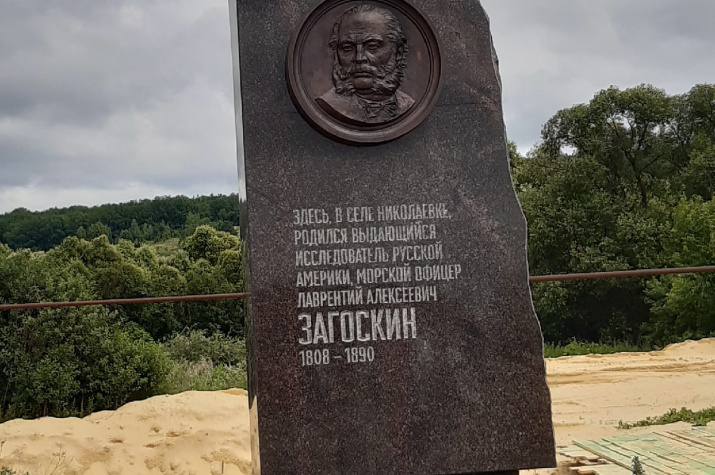 ЗДЕСЬ, В СЕЛЕ НИКОЛАЕВКЕ,
РОДИЛСЯ ВЫДАЮЩИЙСЯ
ИССЛЕДОВАТЕЛЬ РУССКОЙ
АМЕРИКИ, МОРСКОЙ ОФИЦЕР
ЛАВРЕНТИЙ АЛЕКСЕЕВИЧ
ЗАГОСКИН
1808 – 1890